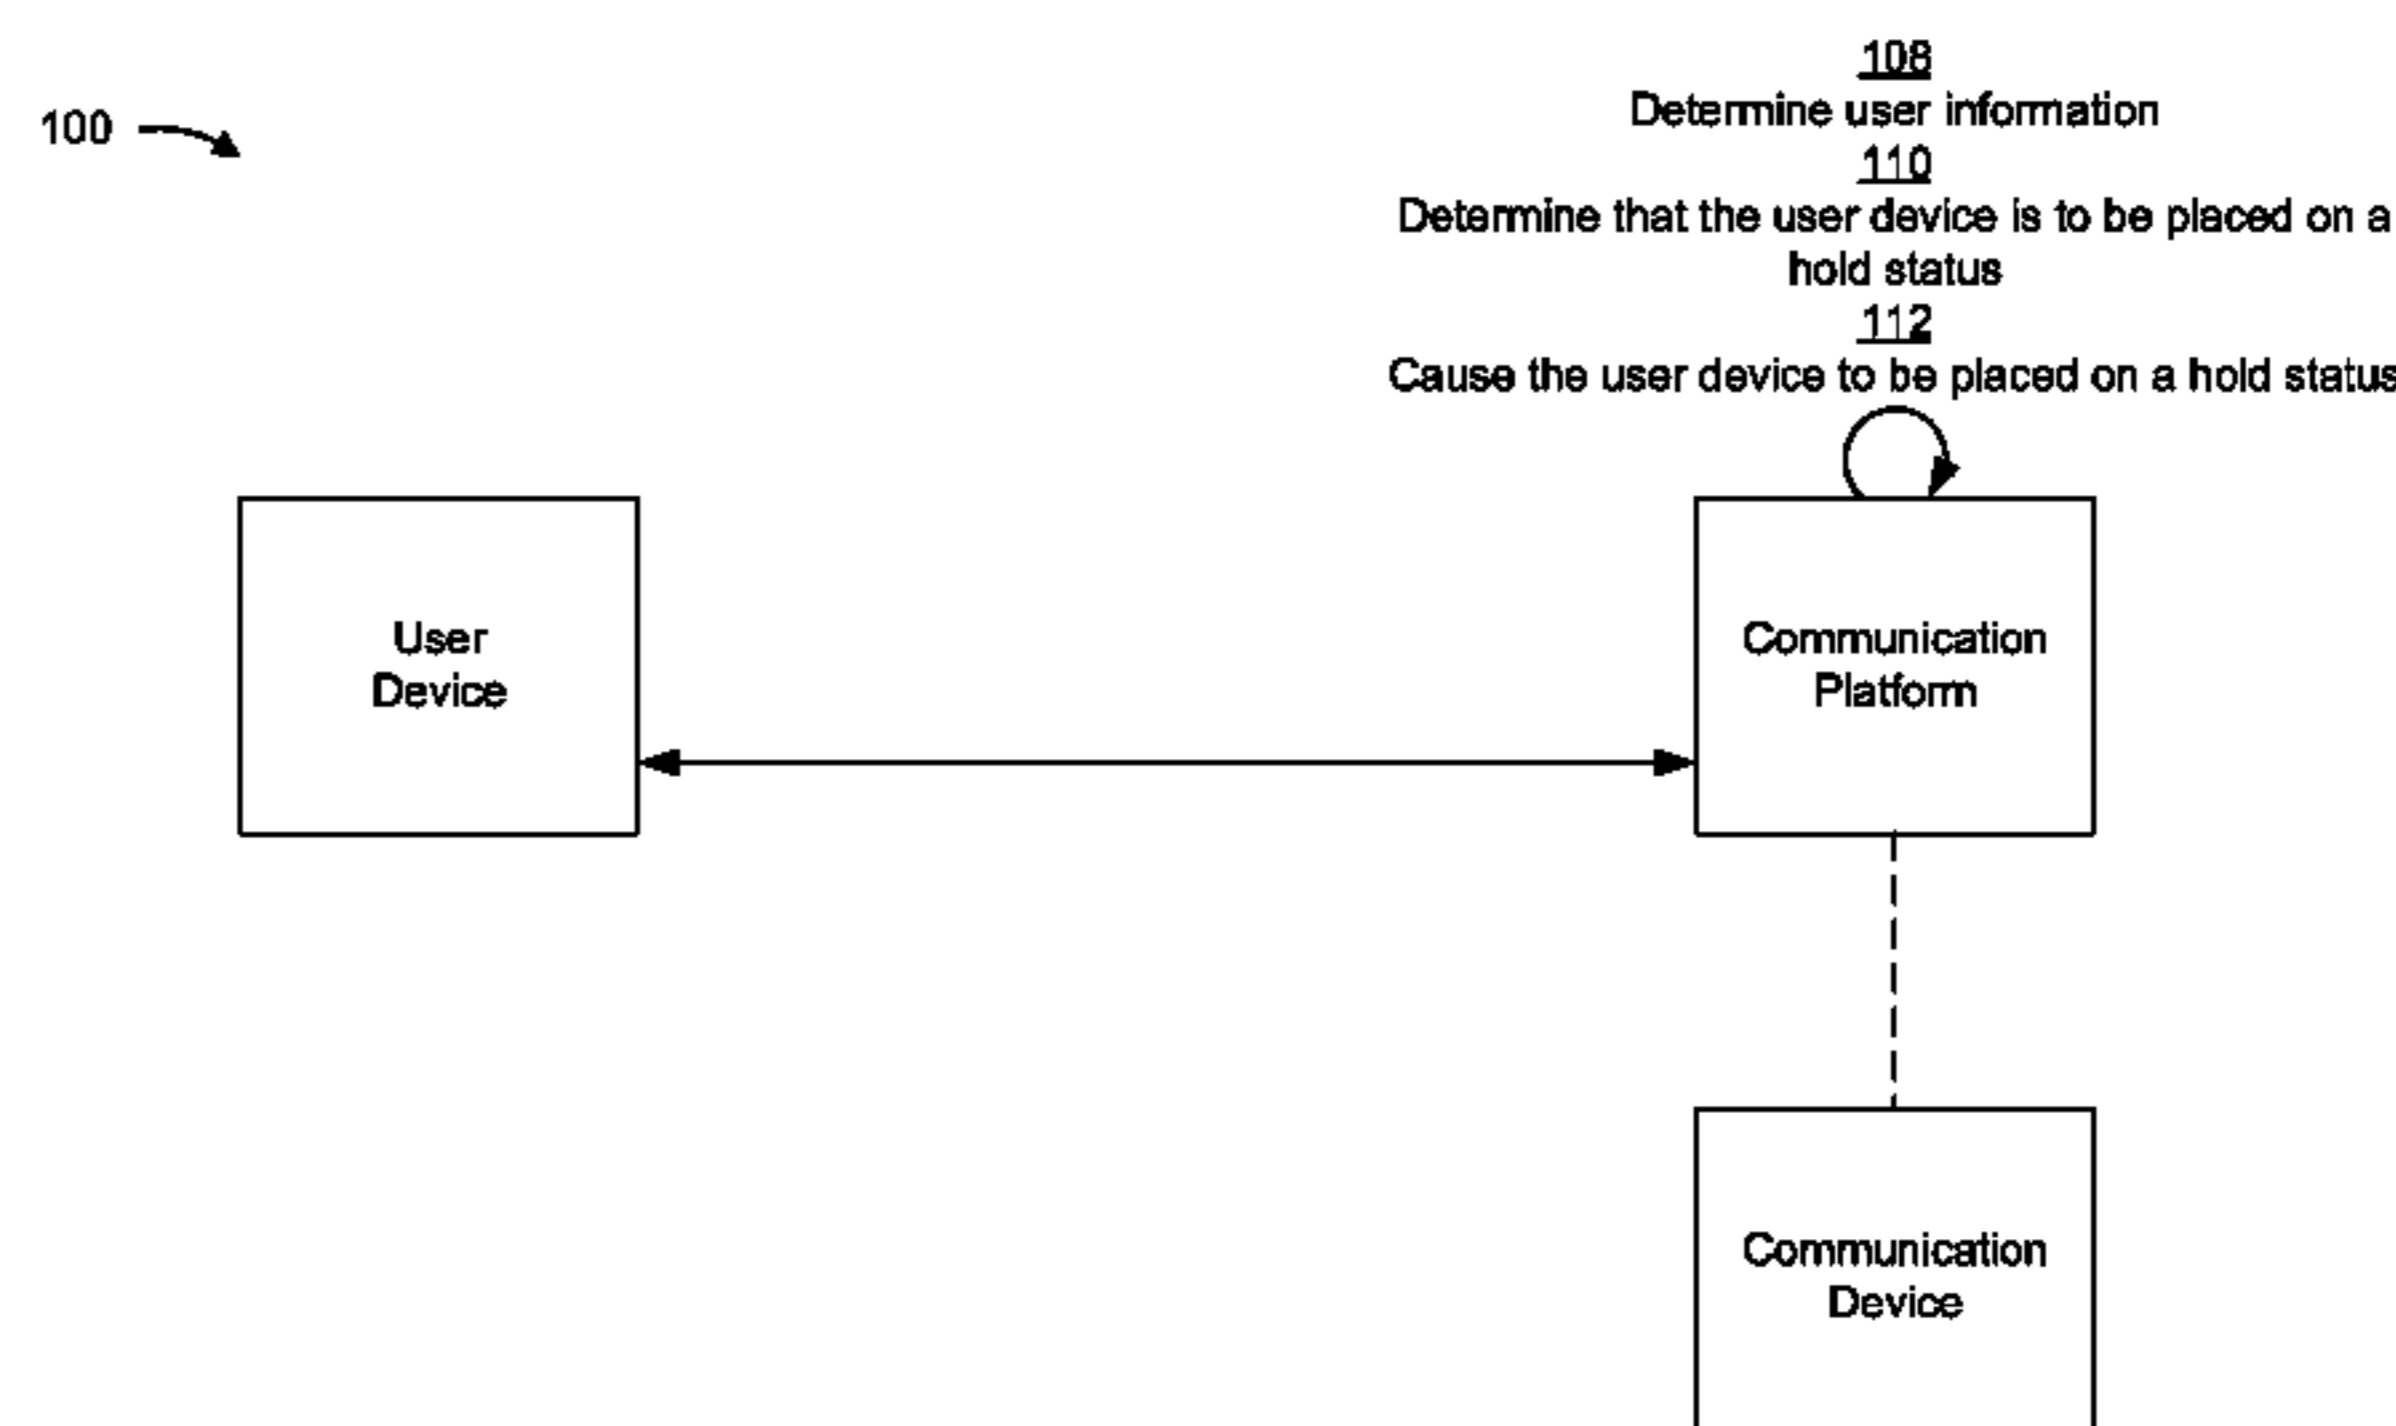 108
Determine user information
100
110
Determine that the user device is to be placed on a
hold status
112
Cause the user device to be placed on a hold status
User
Device
Communication
Platform
Communication
Device